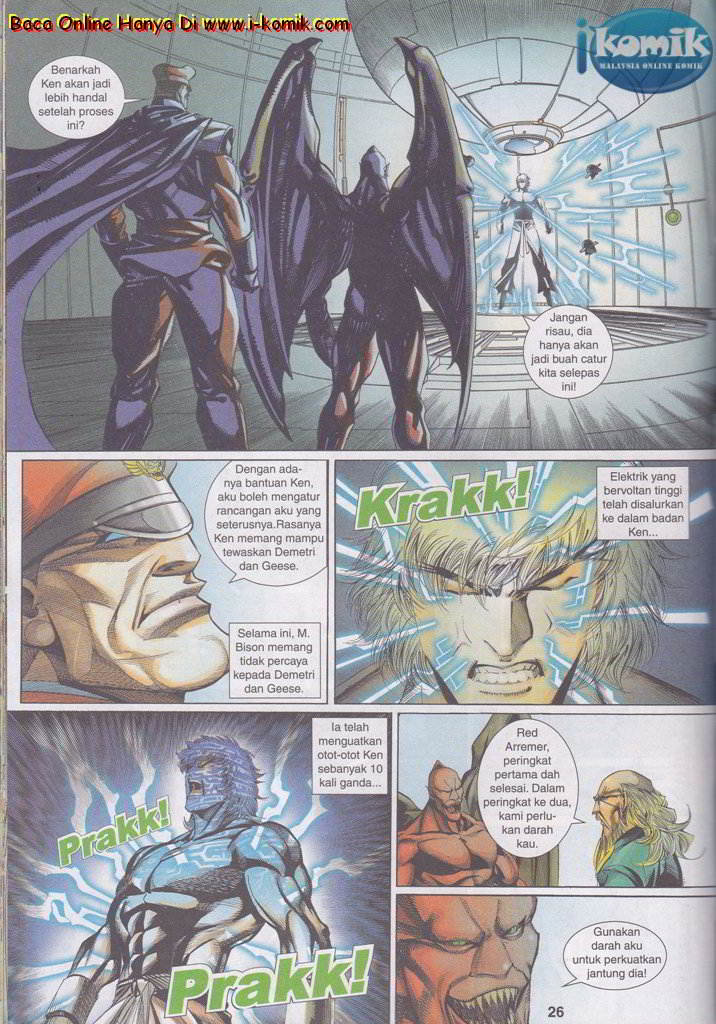 Baca Online Hanya Di www.i-komik.com
ikomik
MALAYSIA ONLINE KOMIK
Benarkah
Ken akan jadi
lebih handal
setelah proses
ini?
Jangan
risau, dia
hanya akan
jadi buah catur
kita selepas
ini!
Dengan ada-
nya bantuan Ken,
aku boleh mengatur
rancangan aku yang
seterusnya.Rasanya
Ken memang mampu
tewaskan Demetri
dan Geese.
Selama ini, M.
Bison memang
tidak percaya
kepada Demetri
dan Geese.
Krakk!
Elektrik yang
bervoltan tinggi
telah disalurkan
ke dalam badan
Ken...
Ia telah
menguatkan
otot-otot Ken
sebanyak 10
kali ganda...
Prakk!
Prakk!
Red
Arremer,
peringkat
pertama dah
selesai. Dalam
peringkat ke dua,
kami perlu-
kan darah
kau.
Gunakan
darah aku
untuk perkuatkan
jantung dia!
26